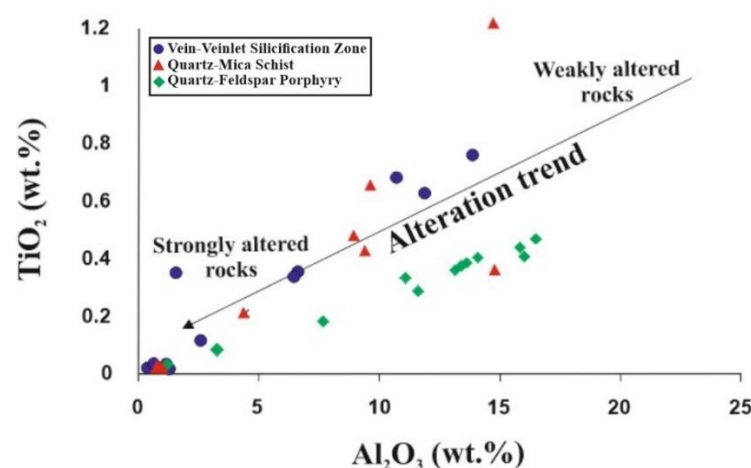 1.2
Vein-Veinlet Silicification Zone
Quartz-Mica Schist
Quartz-Feldspar Porphyry
Weakly altered
rocks
1
0.8
Alteration trend
0.6
Strongly altered
rocks
0.4
0.2
0
TiO₂ (wt.%)
0 5 10 15 20 25
Al₂O₃ (wt.%)